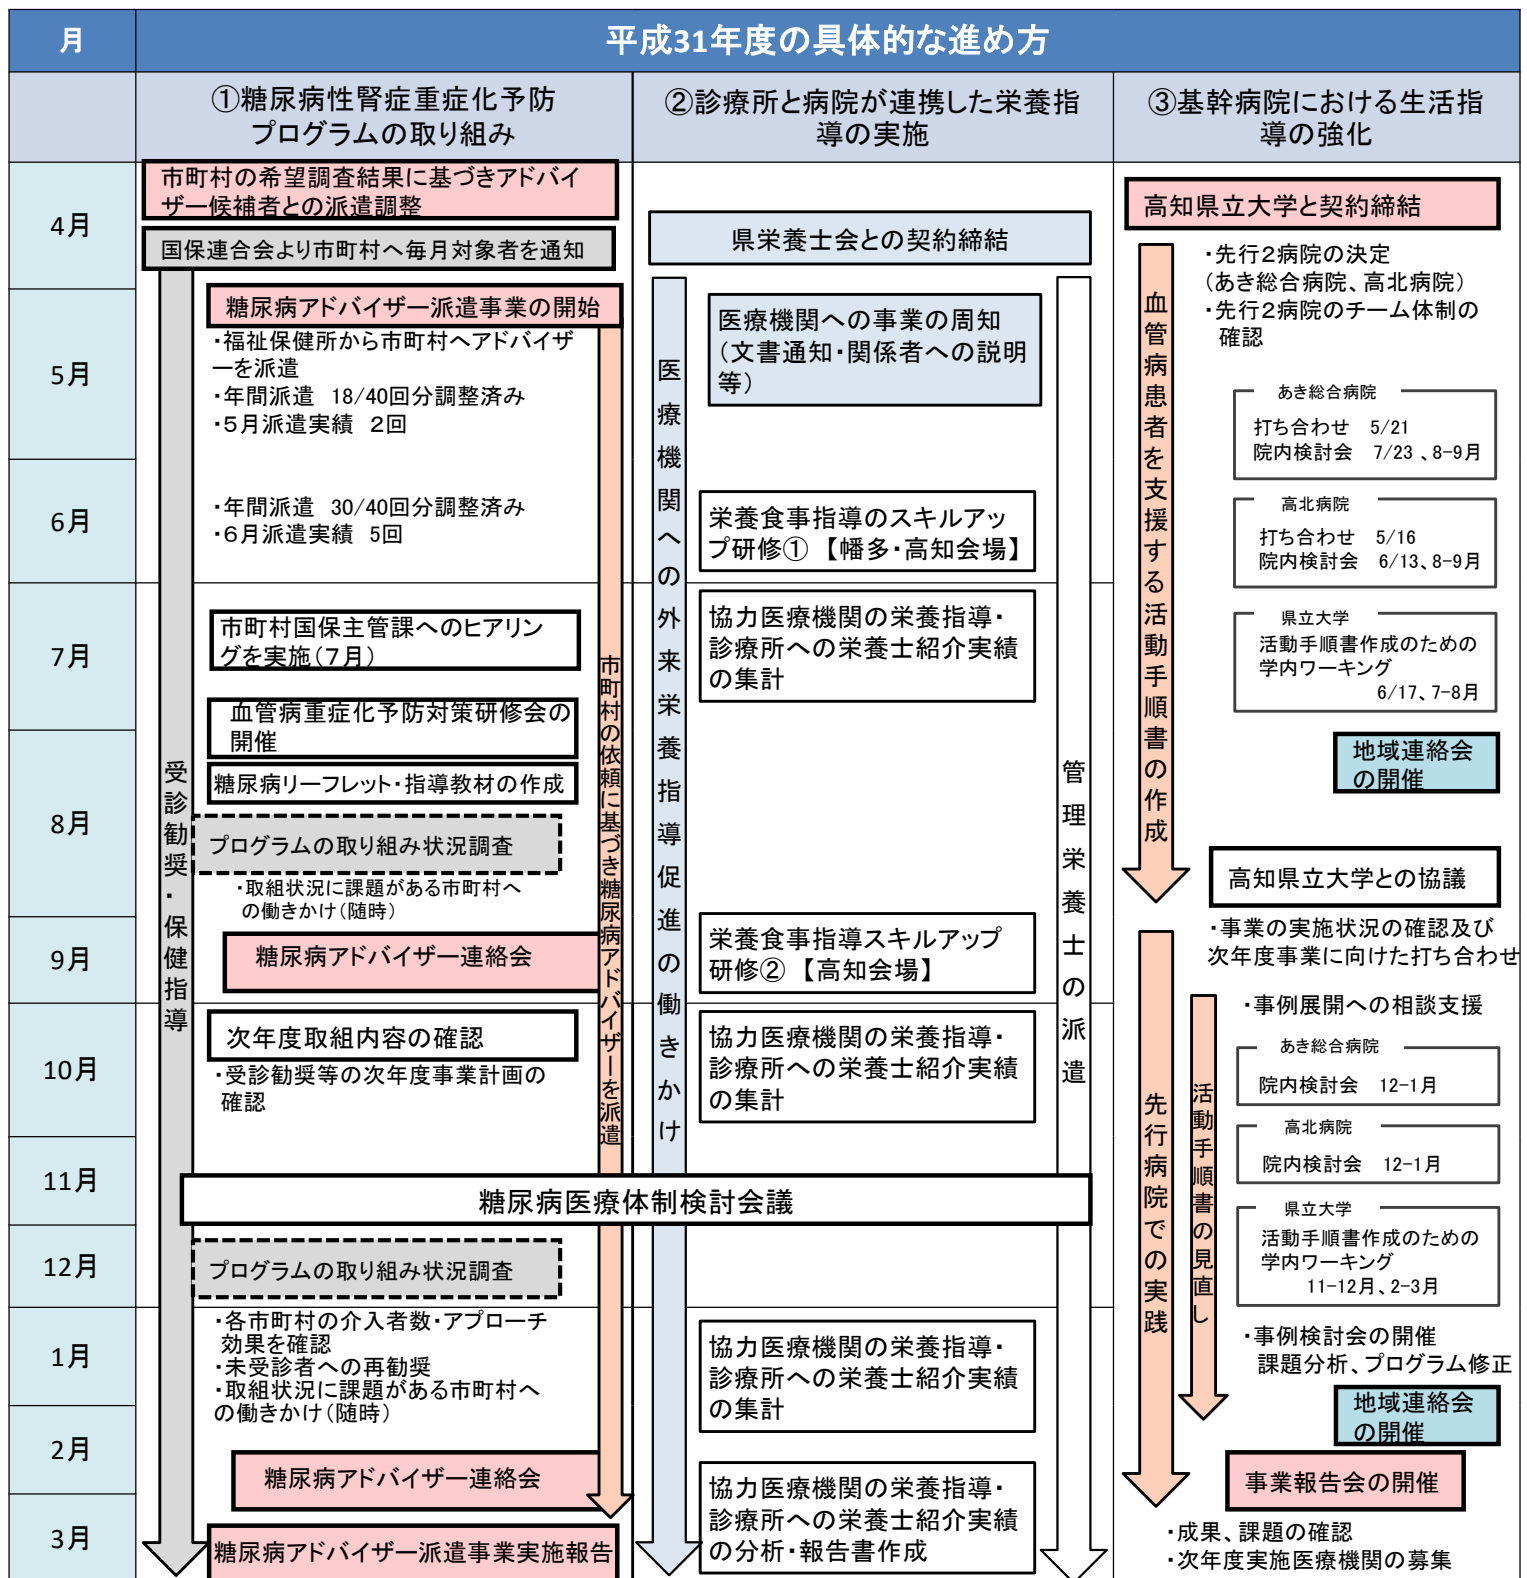 月
平成31年度の具体的な進め方
①糖尿病性腎症重症化予防
プログラムの取り組み
②診療所と病院が連携した栄養指
導の実施
③基幹病院における生活指
導の強化
4月
5月
6月
7月
8月
9月
10月
11月
12月
1月
2月
3月
市町村の希望調査結果に基づきアドバイ
ザー候補者との派遣調整
国保連合会より市町村へ毎月対象者を通知
受診勧奨・保健指導
糖尿病アドバイザー派遣事業の開始
・福祉保健所から市町村へアドバイザ
ーを派遣
・年間派遣 18/40回分調整済み
・5月派遣実績 2回
・年間派遣 30/40回分調整済み
・6月派遣実績 5回
市町村国保主管課へのヒアリン
グを実施(7月)
血管病重症化予防対策研修会の
開催
糖尿病リーフレット・指導教材の作成
プログラムの取り組み状況調査
・取組状況に課題がある市町村へ
の働きかけ(随時)
糖尿病アドバイザー連絡会
次年度取組内容の確認
・受診勧奨等の次年度事業計画の
確認
市町村の依頼に基づき糖尿病アドバイザーを派遣
糖尿病医療体制検討会議
プログラムの取り組み状況調査
・各市町村の介入者数・アプローチ
効果を確認
・未受診者への再勧奨
・取組状況に課題がある市町村へ
の働きかけ(随時)
糖尿病アドバイザー連絡会
糖尿病アドバイザー派遣事業実施報告
県栄養士会との契約締結
医療機関への外来栄養指導促進の働きかけ
医療機関への事業の周知
(文書通知・関係者への説明
等)
栄養食事指導のスキルアッ
プ研修① 【幡多・高知会場】
協力医療機関の栄養指導・
診療所への栄養士紹介実績
の集計
栄養食事指導スキルアップ
研修② 【高知会場】
協力医療機関の栄養指導・
診療所への栄養士紹介実績
の集計
協力医療機関の栄養指導・
診療所への栄養士紹介実績
の集計
協力医療機関の栄養指導・
診療所への栄養士紹介実績
の分析・報告書作成
管理栄養士の派遣
高知県立大学と契約締結
血管病患者を支援する活動手順書の作成
・先行2病院の決定
(あき総合病院、高北病院)
・先行2病院のチーム体制の
確認
あき総合病院
打ち合わせ 5/21
院内検討会 7/23 、8-9月
高北病院
打ち合わせ 5/16
院内検討会 6/13、8-9月
県立大学
活動手順書作成のための
学内ワーキング
6/17、7-8月
地域連絡会
の開催
高知県立大学との協議
・事業の実施状況の確認及び
次年度事業に向けた打ち合わせ
先行病院での実践
活動手順書の見直し
・事例展開への相談支援
あき総合病院
院内検討会 12-1月
高北病院
院内検討会 12-1月
県立大学
活動手順書作成のための
学内ワーキング
11-12月、2-3月
・事例検討会の開催
課題分析、プログラム修正
地域連絡会
の開催
事業報告会の開催
・成果、課題の確認
・次年度実施医療機関の募集